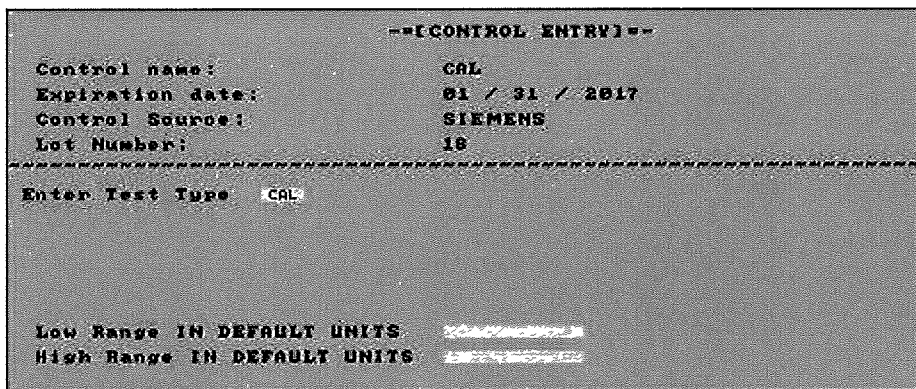 -=[CONTROL ENTRY]=-
Control name: CAL
Expiration date: 01 / 31 / 2017
Control Source: SIEMENS
Lot Number: 18
Enter Test Type CAL
Low Range IN DEFAULT UNITS
High Range IN DEFAULT UNITS